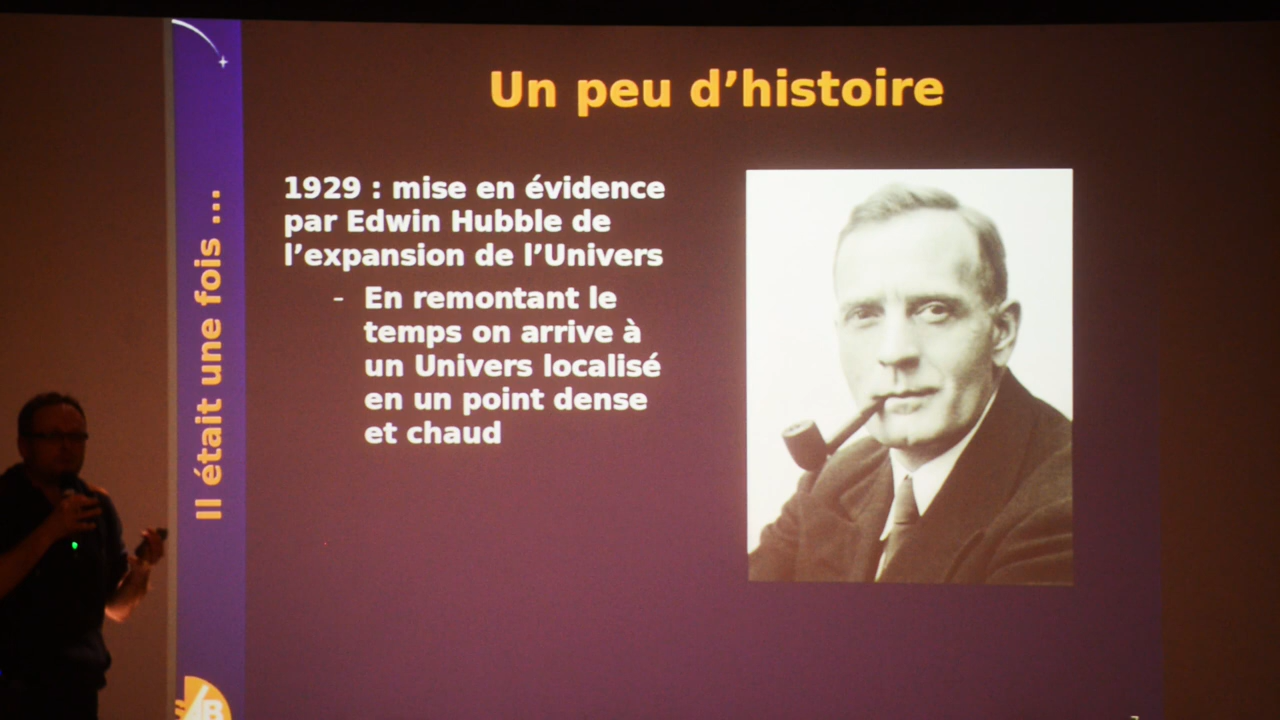 Un peu d’histoire
1929 : mise en évidence
par Edwin Hubble de
l’expansion de l’Univers
- En remontant le
temps on arrive à
un Univers localisé
en un point dense
et chaud
Il était une fois ...
B